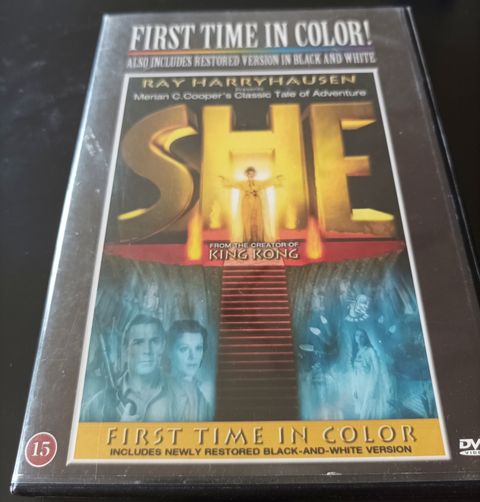 FIRST TIME IN COLOR!
ALSO INCLUDES RESTORED VERSION IN BLACK AND WHITE
RAY HARRYHAUSEN
Presents
Merian C.Cooper's Classic Tale of Adventure
SHE
FROM THE CREATOR OF
KING KONG
FIRST TIME IN COLOR
INCLUDES NEWLY RESTORED BLACK-AND-WHITE VERSION
15
DVD
VIDEO